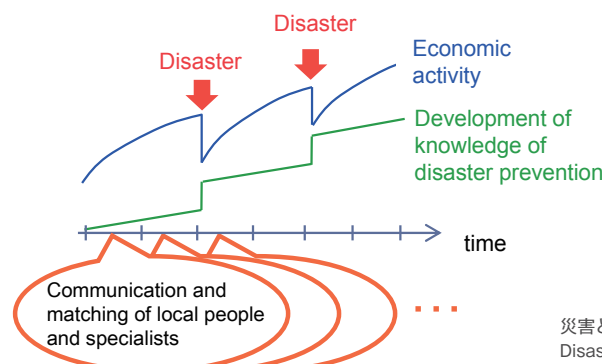 Disaster
Disaster
Economic
activity
Development of
knowledge of
disaster prevention
time
Communication and
matching of local people
and specialists
災害と
Disas